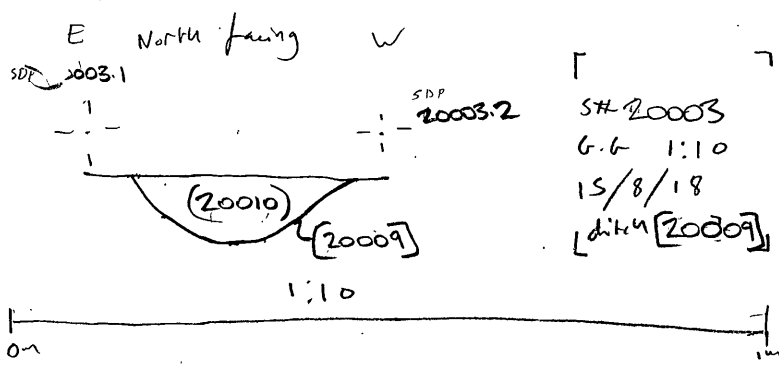 E North facing W
SDP 20003.1
SDP
20003.2
S# 20003
G.G 1:10
15/8/18
ditch [20009]
(20010)
[20009]
1:10
0m
1m